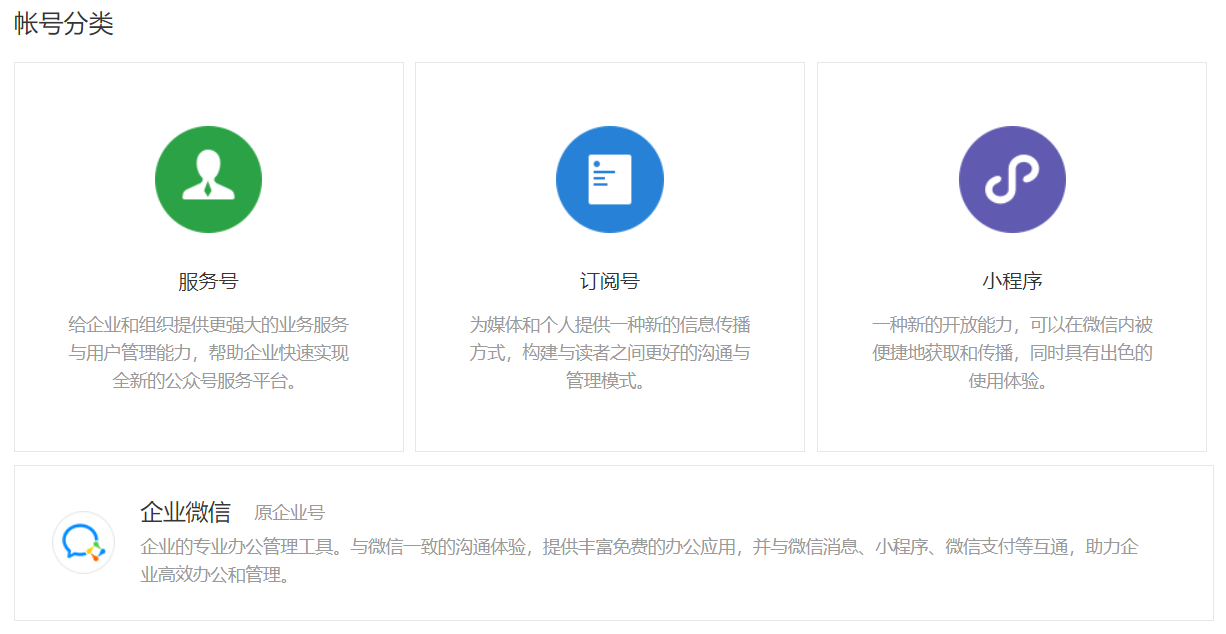 帐号分类
服务号
给企业和组织提供更强大的业务服务
与用户管理能力，帮助企业快速实现
全新的公众号服务平台。
订阅号
为媒体和个人提供一种新的信息传播
方式，构建与读者之间更好的沟通与
管理模式。
小程序
一种新的开放能力，可以在微信内被
便捷地获取和传播，同时具有出色的
使用体验。
企业微信 原企业号
企业的专业办公管理工具。与微信一致的沟通体验，提供丰富免费的办公应用，并与微信消息、小程序、微信支付等互通，助力企
业高效办公和管理。